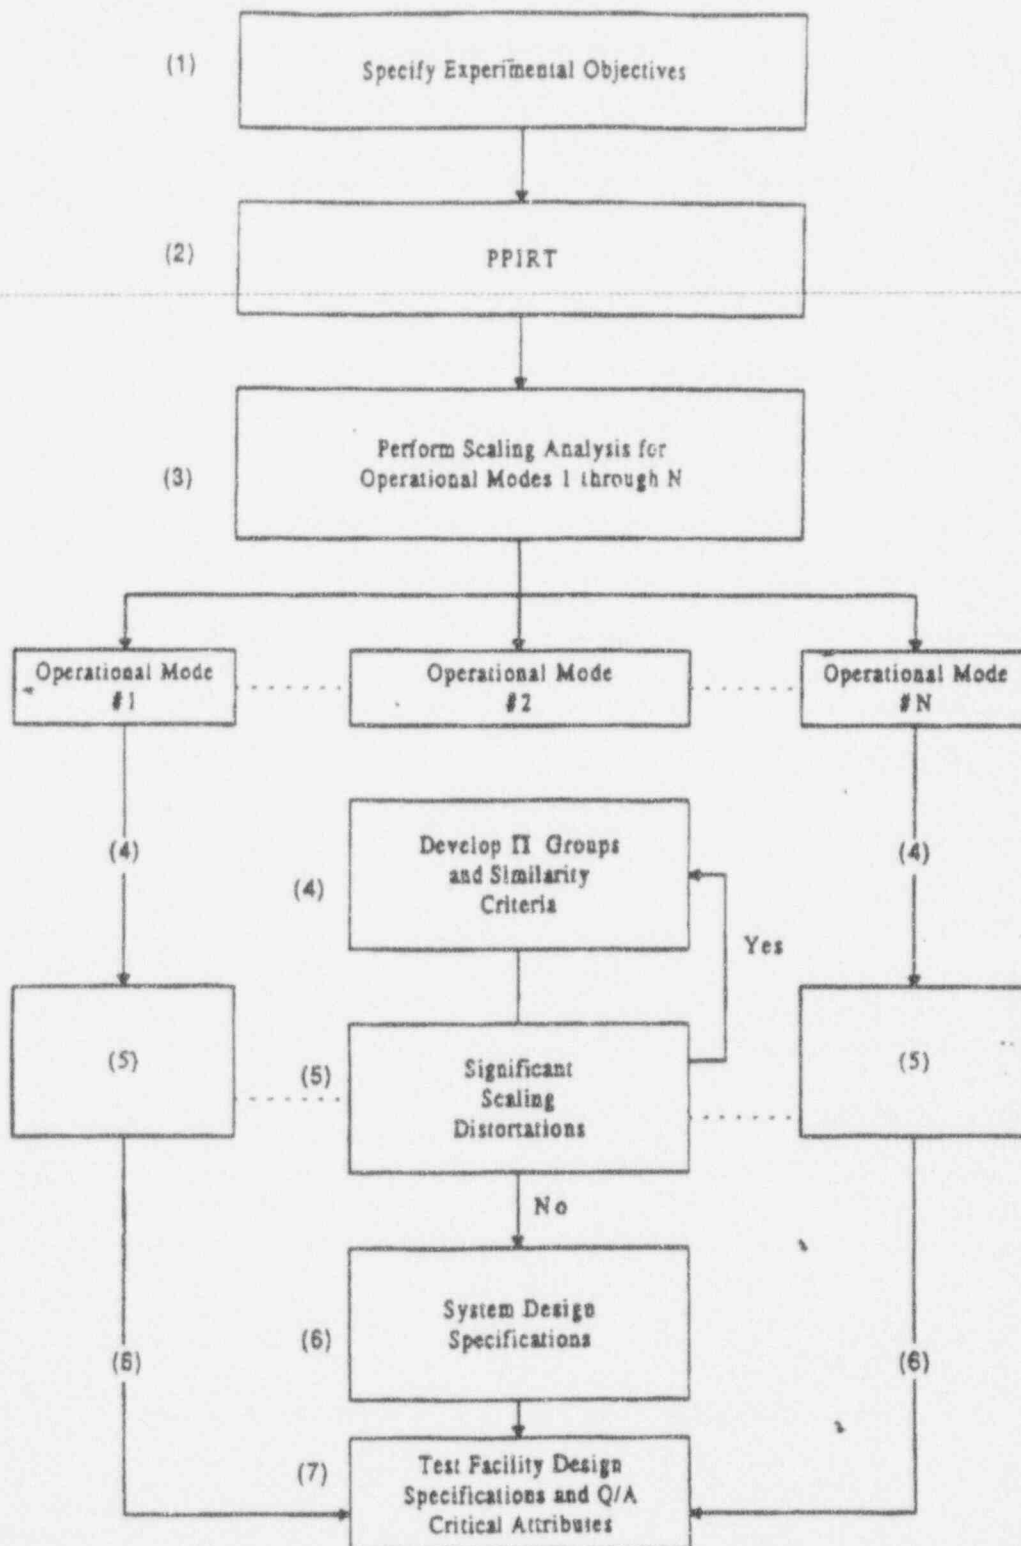 (1)
Specify Experimental Objectives
(2)
PPIRT
(3)
Perform Scaling Analysis for
Operational Modes 1 through N
Operational Mode
#1
Operational Mode
#2
Operational Mode
#N
(4)
(4)
Develop Π Groups
and Similarity
Criteria
(4)
Yes
(5)
(5)
Significant
Scaling
Distortations
(5)
No
(6)
(6)
System Design
Specifications
(6)
(7)
Test Facility Design
Specifications and Q/A
Critical Attributes